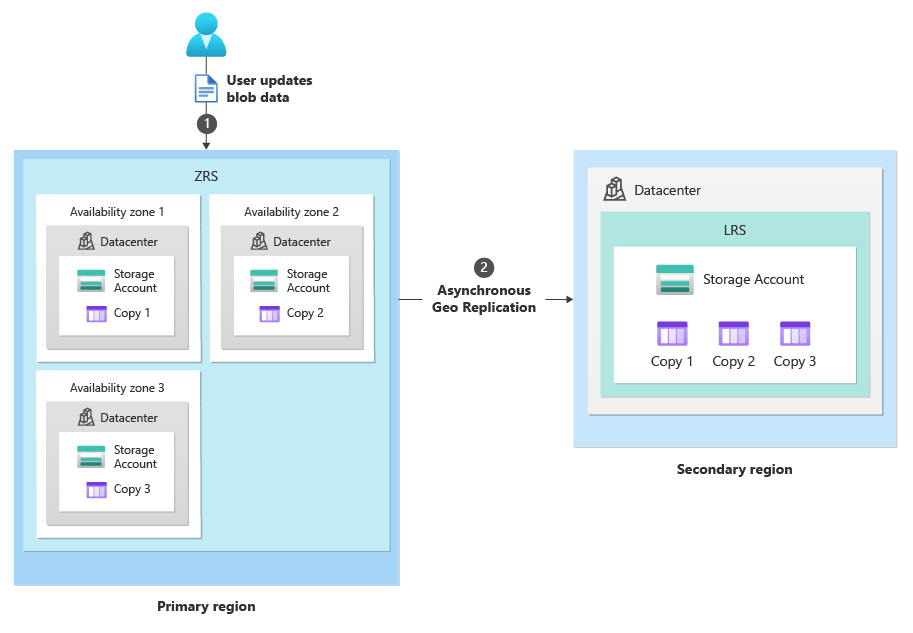 User updates
blob data
1
ZRS
Availability zone 1
Datacenter
Storage
Account
Copy 1
Availability zone 2
Datacenter
Storage
Account
Copy 2
Availability zone 3
Datacenter
Storage
Account
Copy 3
Primary region
2
Asynchronous
Geo Replication
Datacenter
LRS
Storage Account
Copy 1
Copy 2
Copy 3
Secondary region